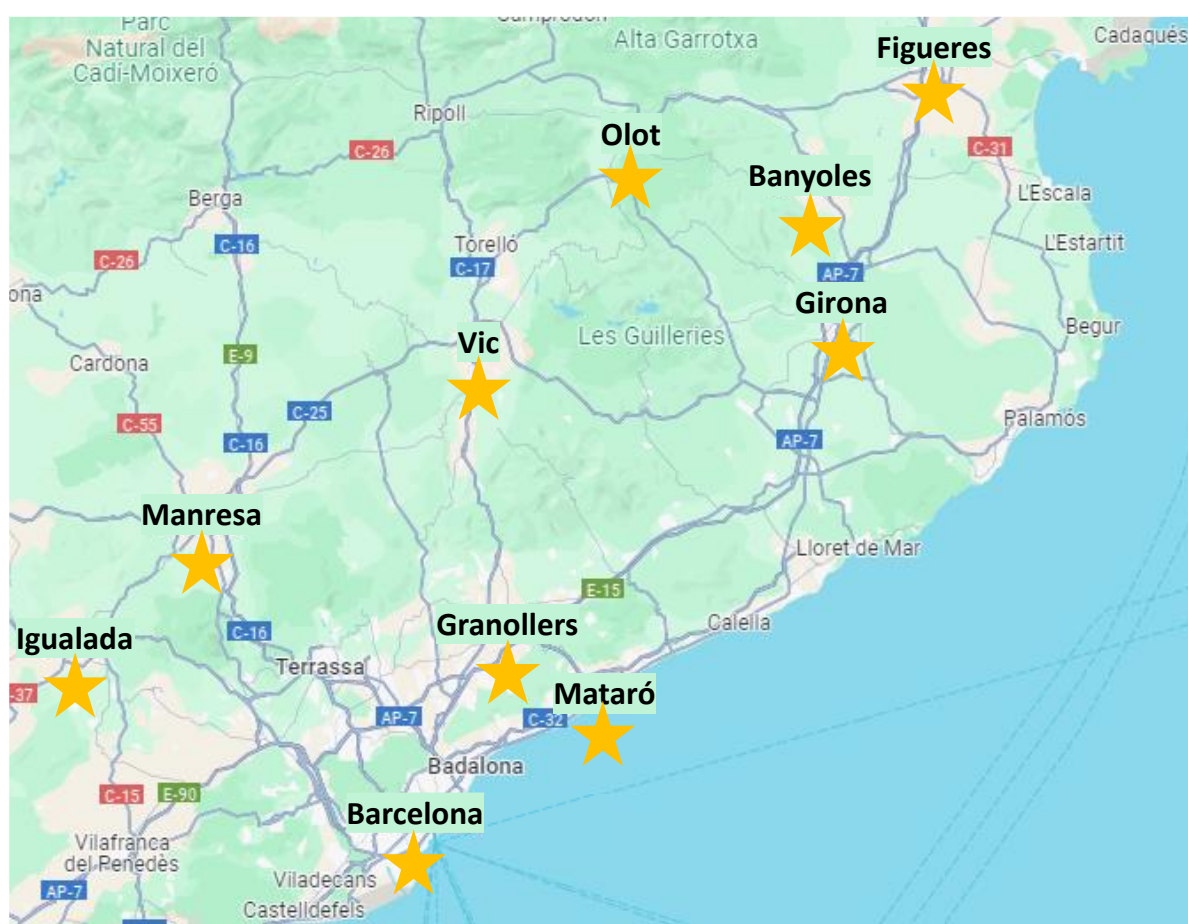 Parc
Natural del
Cadí-Moixeró
Camprodon
Alta Garrotxa
Figueres
Cadaqués
Ripoll
Olot
C-26
C-31
Banyoles
L'Escala
Berga
C-16
Torelló
L'Estartit
C-26
C-17
AP-7
ona
Girona
Vic
Les Guilleries
Begur
E-9
Cardona
C-25
C-55
Palamós
C-16
AP-7
Manresa
Lloret de Mar
E-15
Calella
Igualada
C-16
Granollers
Terrassa
-37
Mataró
AP-7
C-32
Badalona
C-15
E-90
Barcelona
Vilafranca
del Penedès
AP-7
Viladecans
Castelldefels